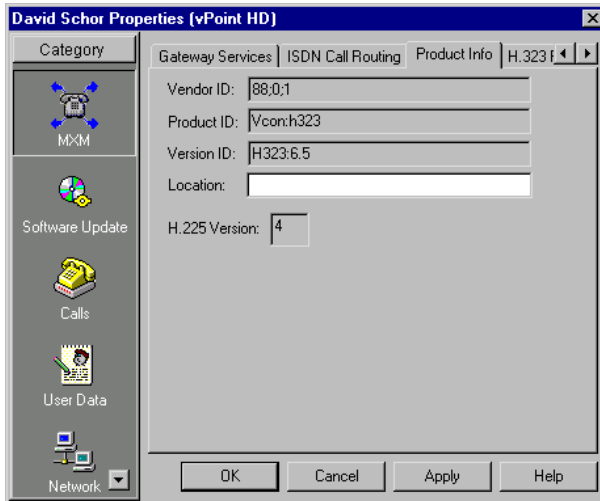 David Schor Properties (vPoint HD)
Category
Gateway Services
ISDN Call Routing
Product Info
H.323
MXM
Vendor ID: 88;0;1
Product ID: Vcon:h323
Version ID: H323:6.5
Location:
H.225 Version: 4
Software Update
Calls
User Data
Network
OK
Cancel
Apply
Help